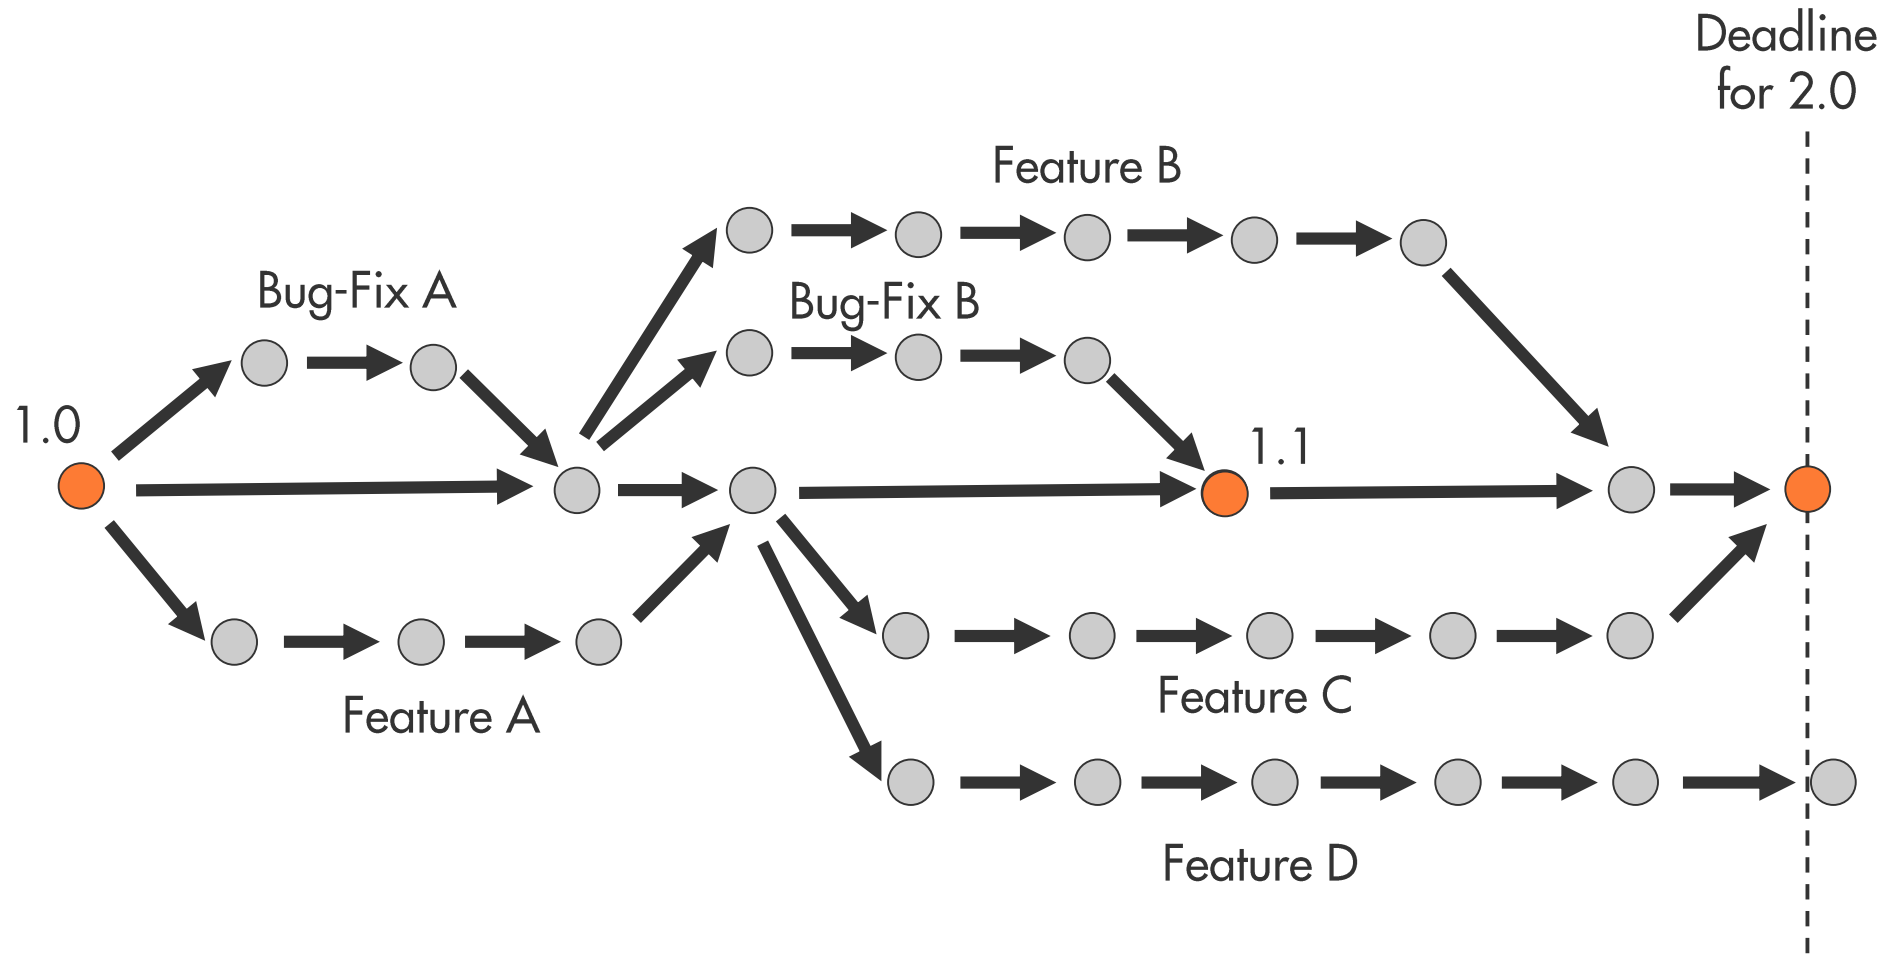 Deadline
for 2.0
Feature B
Bug-Fix A
Bug-Fix B
1.0
1.1
Feature C
Feature A
Feature D